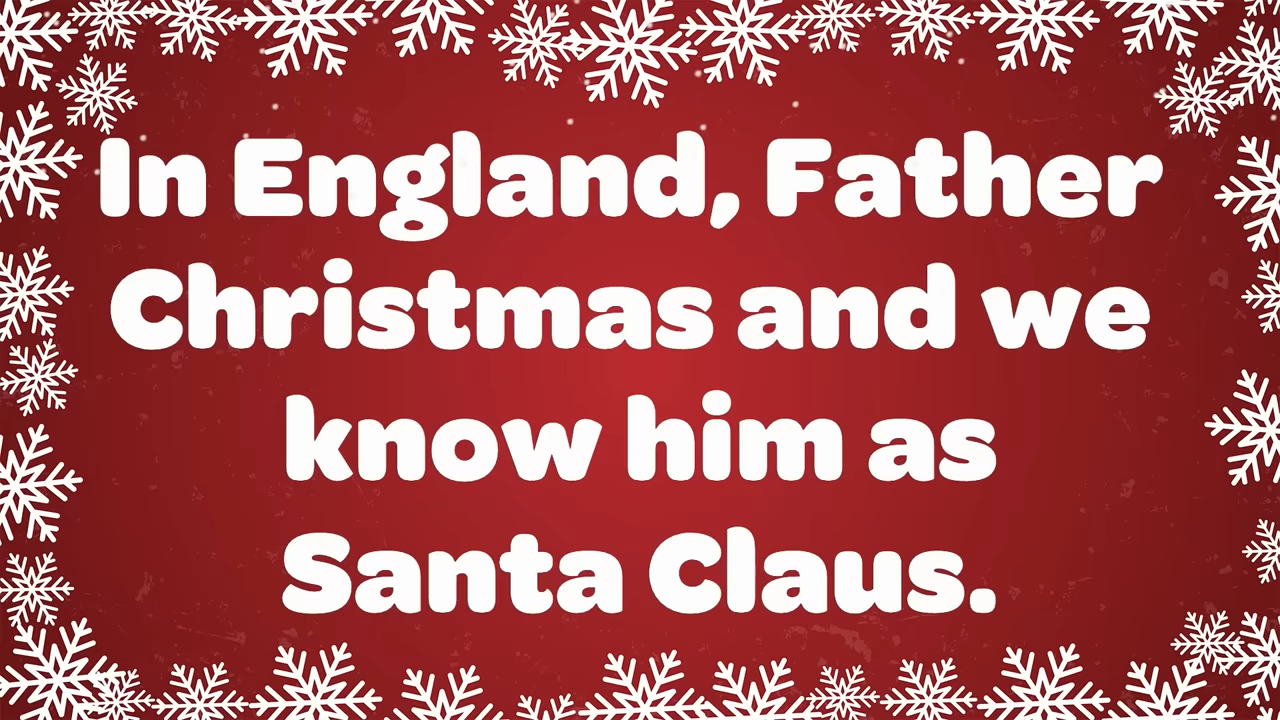 In England, Father
Christmas and we
know him as
Santa Claus.